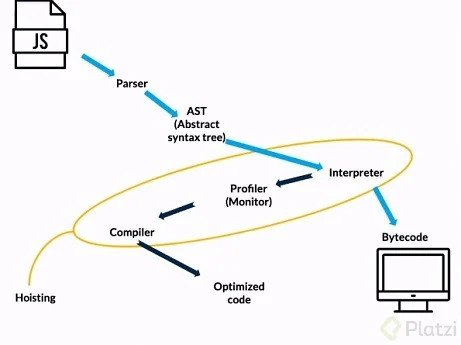 JS
Parser
AST
(Abstract
syntax tree)
Interpreter
Profiler
(Monitor)
Compiler
Bytecode
Optimized
code
Hoisting
Platzi